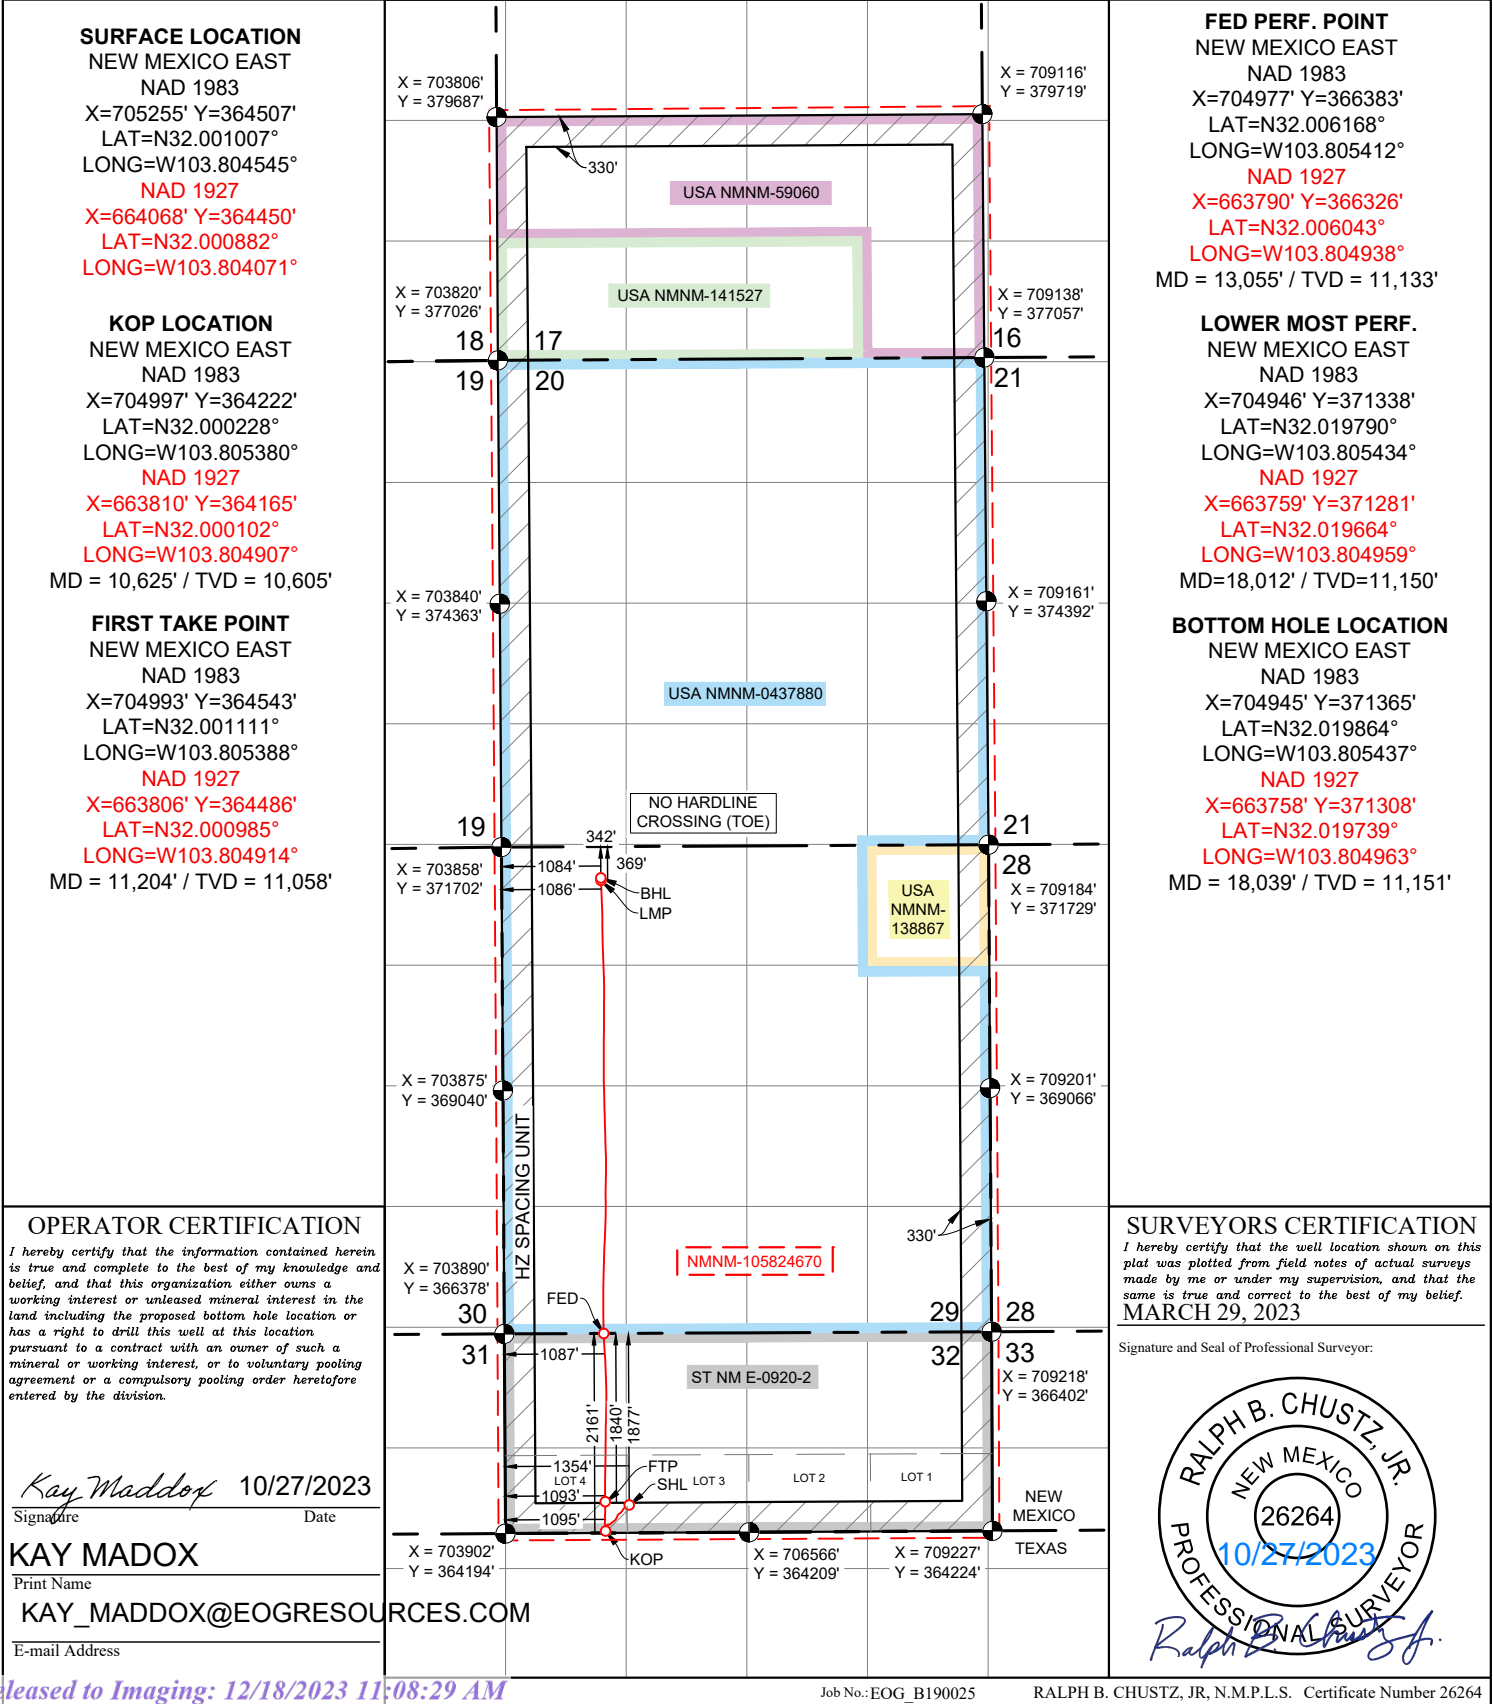 SURFACE LOCATION
NEW MEXICO EAST
NAD 1983
X=705255' Y=364507'
LAT=N32.001007°
LONG=W103.804545°
NAD 1927
X=664068' Y=364450'
LAT=N32.000882°
LONG=W103.804071°
KOP LOCATION
NEW MEXICO EAST
NAD 1983
X=704997' Y=364222'
LAT=N32.000228°
LONG=W103.805380°
NAD 1927
X=663810' Y=364165'
LAT=N32.000102°
LONG=W103.804907°
MD = 10,625' / TVD = 10,605'
FIRST TAKE POINT
NEW MEXICO EAST
NAD 1983
X=704993' Y=364543'
LAT=N32.001111°
LONG=W103.805388°
NAD 1927
X=663806' Y=364486'
LAT=N32.000985°
LONG=W103.804914°
MD = 11,204' / TVD = 11,058'
OPERATOR CERTIFICATION
I hereby certify that the information contained herein
is true and complete to the best of my knowledge and
belief, and that this organization either owns a
working interest or unleased mineral interest in the
land including the proposed bottom hole location or
has a right to drill this well at this location
pursuant to a contract with an owner of such a
mineral or working interest, or to voluntary pooling
agreement or a compulsory pooling order heretofore
entered by the division.
Kay Maddox 10/27/2023
Signature Date
KAY MADOX
Print Name
KAY_MADDOX@EOGRESOURCES.COM
E-mail Address
X = 703806'
Y = 379687'
X = 709116'
Y = 379719'
330'
USA NMNM-59060
X = 703820'
Y = 377026'
USA NMNM-141527
X = 709138'
Y = 377057'
18 17 16
19 20 21
X = 703840'
Y = 374363'
X = 709161'
Y = 374392'
USA NMNM-0437880
NO HARDLINE
CROSSING (TOE)
19 21
342'
28
1084' 369'
X = 703858'
Y = 371702'
1086'
BHL
LMP
USA
NMNM-
138867
X = 709184'
Y = 371729'
X = 703875'
Y = 369040'
X = 709201'
Y = 369066'
HZ SPACING UNIT
330'
NMNM-105824670
X = 703890'
Y = 366378'
FED
30 29 28
31 32 33
1087'
ST NM E-0920-2
X = 709218'
Y = 366402'
2161'
1840'
1877'
1354' FTP
LOT 4 SHL LOT 3 LOT 2 LOT 1
1093'
1095'
NEW
MEXICO
TEXAS
KOP
X = 703902'
Y = 364194'
X = 706566'
Y = 364209'
X = 709227'
Y = 364224'
FED PERF. POINT
NEW MEXICO EAST
NAD 1983
X=704977' Y=366383'
LAT=N32.006168°
LONG=W103.805412°
NAD 1927
X=663790' Y=366326'
LAT=N32.006043°
LONG=W103.804938°
MD = 13,055' / TVD = 11,133'
LOWER MOST PERF.
NEW MEXICO EAST
NAD 1983
X=704946' Y=371338'
LAT=N32.019790°
LONG=W103.805434°
NAD 1927
X=663759' Y=371281'
LAT=N32.019664°
LONG=W103.804959°
MD=18,012' / TVD=11,150'
BOTTOM HOLE LOCATION
NEW MEXICO EAST
NAD 1983
X=704945' Y=371365'
LAT=N32.019864°
LONG=W103.805437°
NAD 1927
X=663758' Y=371308'
LAT=N32.019739°
LONG=W103.804963°
MD = 18,039' / TVD = 11,151'
SURVEYORS CERTIFICATION
I hereby certify that the well location shown on this
plat was plotted from field notes of actual surveys
made by me or under my supervision, and that the
same is true and correct to the best of my belief.
MARCH 29, 2023
Signature and Seal of Professional Surveyor:
RALPH B. CHUSTZ, JR.
NEW MEXICO
26264
10/27/2023
PROFESSIONAL SURVEYOR
Ralph B. Chustz Jr.
leased to Imaging: 12/18/2023 11:08:29 AM
Job No.: EOG_B190025
RALPH B. CHUSTZ, JR, N.M.P.L.S. Certificate Number 26264